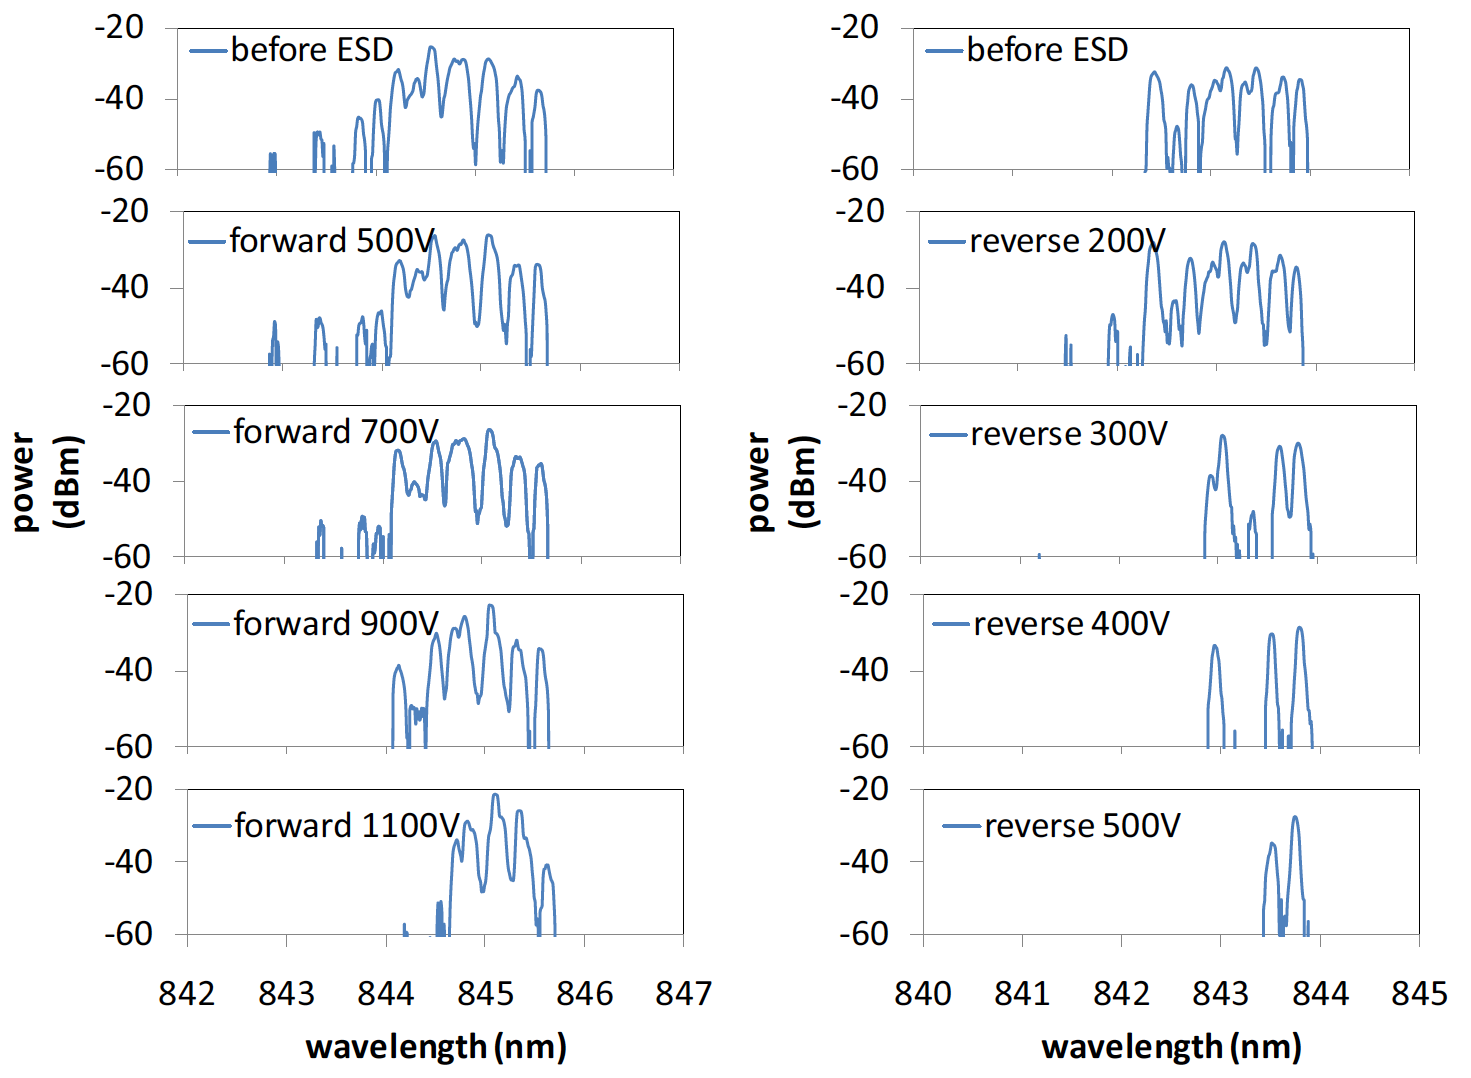 -20
before ESD
-40
-60
-20
forward 500V
-40
-60
-20
forward 700V
-40
-60
power
(dBm)
-20
forward 900V
-40
-60
-20
forward 1100V
-40
-60
842 843 844 845 846 847
wavelength (nm)
-20
before ESD
-40
-60
-20
reverse 200V
-40
-60
-20
reverse 300V
-40
-60
power
(dBm)
-20
reverse 400V
-40
-60
-20
reverse 500V
-40
-60
840 841 842 843 844 845
wavelength (nm)